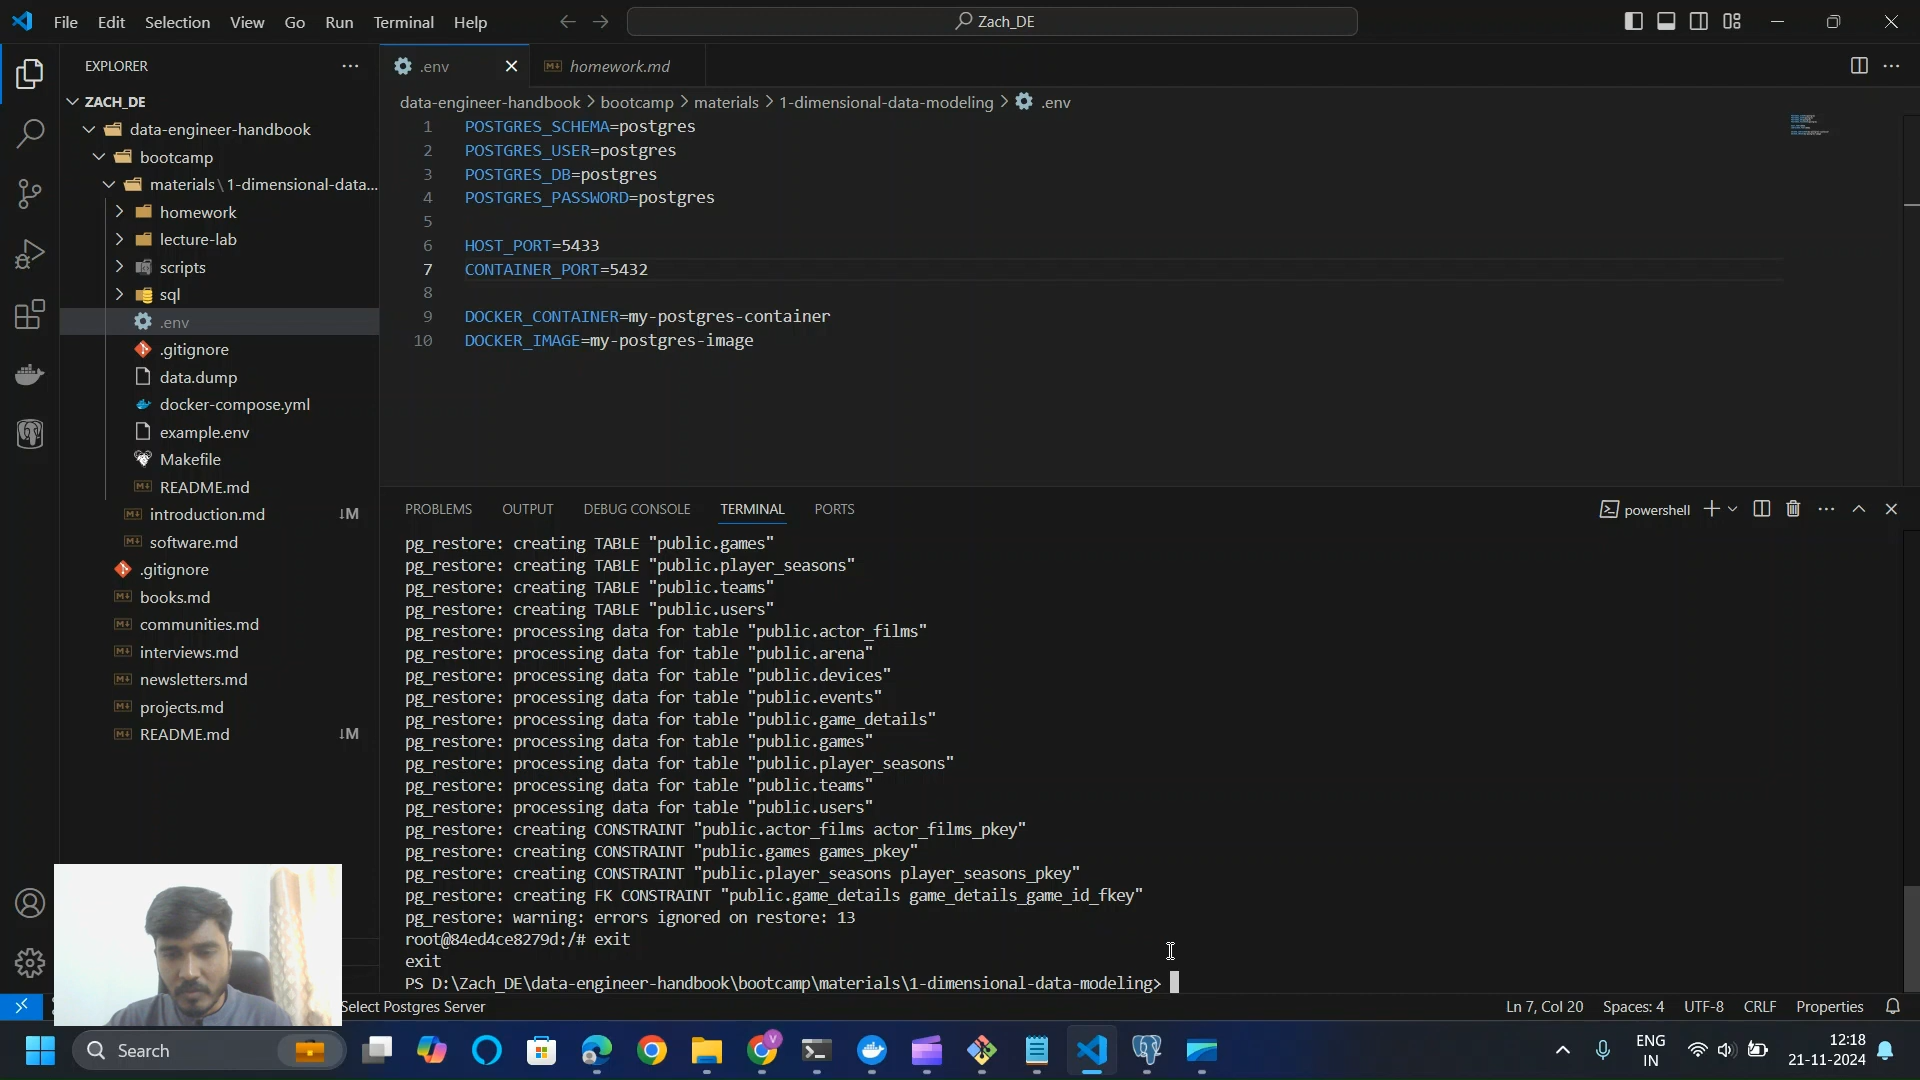 File Edit Selection View Go Run Terminal Help
Zach_DE
EXPLORER
ZACH_DE
data-engineer-handbook
bootcamp
materials \ 1-dimensional-data...
homework
lecture-lab
scripts
sql
.env
.gitignore
data.dump
docker-compose.yml
example.env
Makefile
README.md
introduction.md ↓M
software.md
.gitignore
books.md
communities.md
interviews.md
newsletters.md
projects.md
README.md ↓M
.env
homework.md
data-engineer-handbook > bootcamp > materials > 1-dimensional-data-modeling > .env
1 POSTGRES_SCHEMA=postgres
2 POSTGRES_USER=postgres
3 POSTGRES_DB=postgres
4 POSTGRES_PASSWORD=postgres
5
6 HOST_PORT=5433
7 CONTAINER_PORT=5432
8
9 DOCKER_CONTAINER=my-postgres-container
10 DOCKER_IMAGE=my-postgres-image
PROBLEMS OUTPUT DEBUG CONSOLE TERMINAL PORTS
powershell
pg_restore: creating TABLE "public.games"
pg_restore: creating TABLE "public.player_seasons"
pg_restore: creating TABLE "public.teams"
pg_restore: creating TABLE "public.users"
pg_restore: processing data for table "public.actor_films"
pg_restore: processing data for table "public.arena"
pg_restore: processing data for table "public.devices"
pg_restore: processing data for table "public.events"
pg_restore: processing data for table "public.game_details"
pg_restore: processing data for table "public.games"
pg_restore: processing data for table "public.player_seasons"
pg_restore: processing data for table "public.teams"
pg_restore: processing data for table "public.users"
pg_restore: creating CONSTRAINT "public.actor_films actor_films_pkey"
pg_restore: creating CONSTRAINT "public.games games_pkey"
pg_restore: creating CONSTRAINT "public.player_seasons player_seasons_pkey"
pg_restore: creating FK CONSTRAINT "public.game_details game_details_game_id_fkey"
pg_restore: warning: errors ignored on restore: 13
root@84ed4ce8279d:/# exit
exit
PS D:\Zach_DE\data-engineer-handbook\bootcamp\materials\1-dimensional-data-modeling>
Select Postgres Server
Ln 7, Col 20 Spaces: 4 UTF-8 CRLF Properties
Search
V
ENG
IN
12:18
21-11-2024